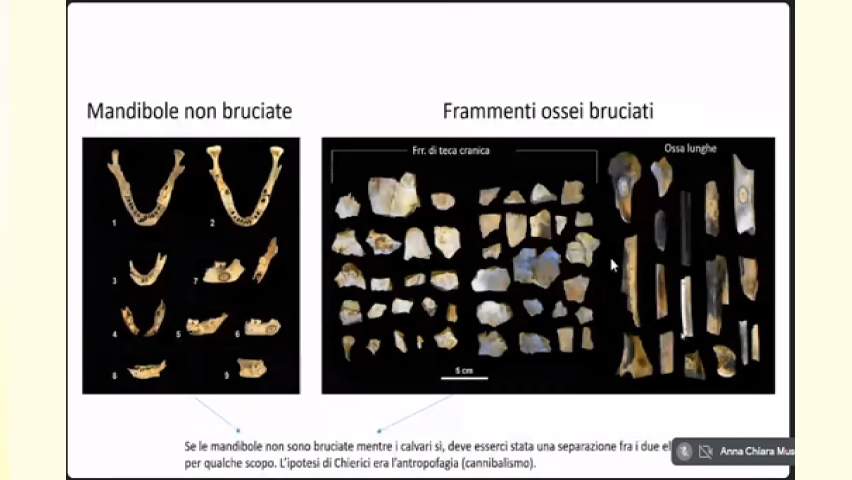 Mandibole non bruciate
Frammenti ossei bruciati
Frr. di teca cranica
Ossa lunghe
1
2
3
7
4
5
6
8
9
5 cm
Se le mandibole non sono bruciate mentre i calvari sì, deve esserci stata una separazione fra i due
per qualche scopo. L'ipotesi di Chierici era l'antropofagia (cannibalismo).
Anna Chiara